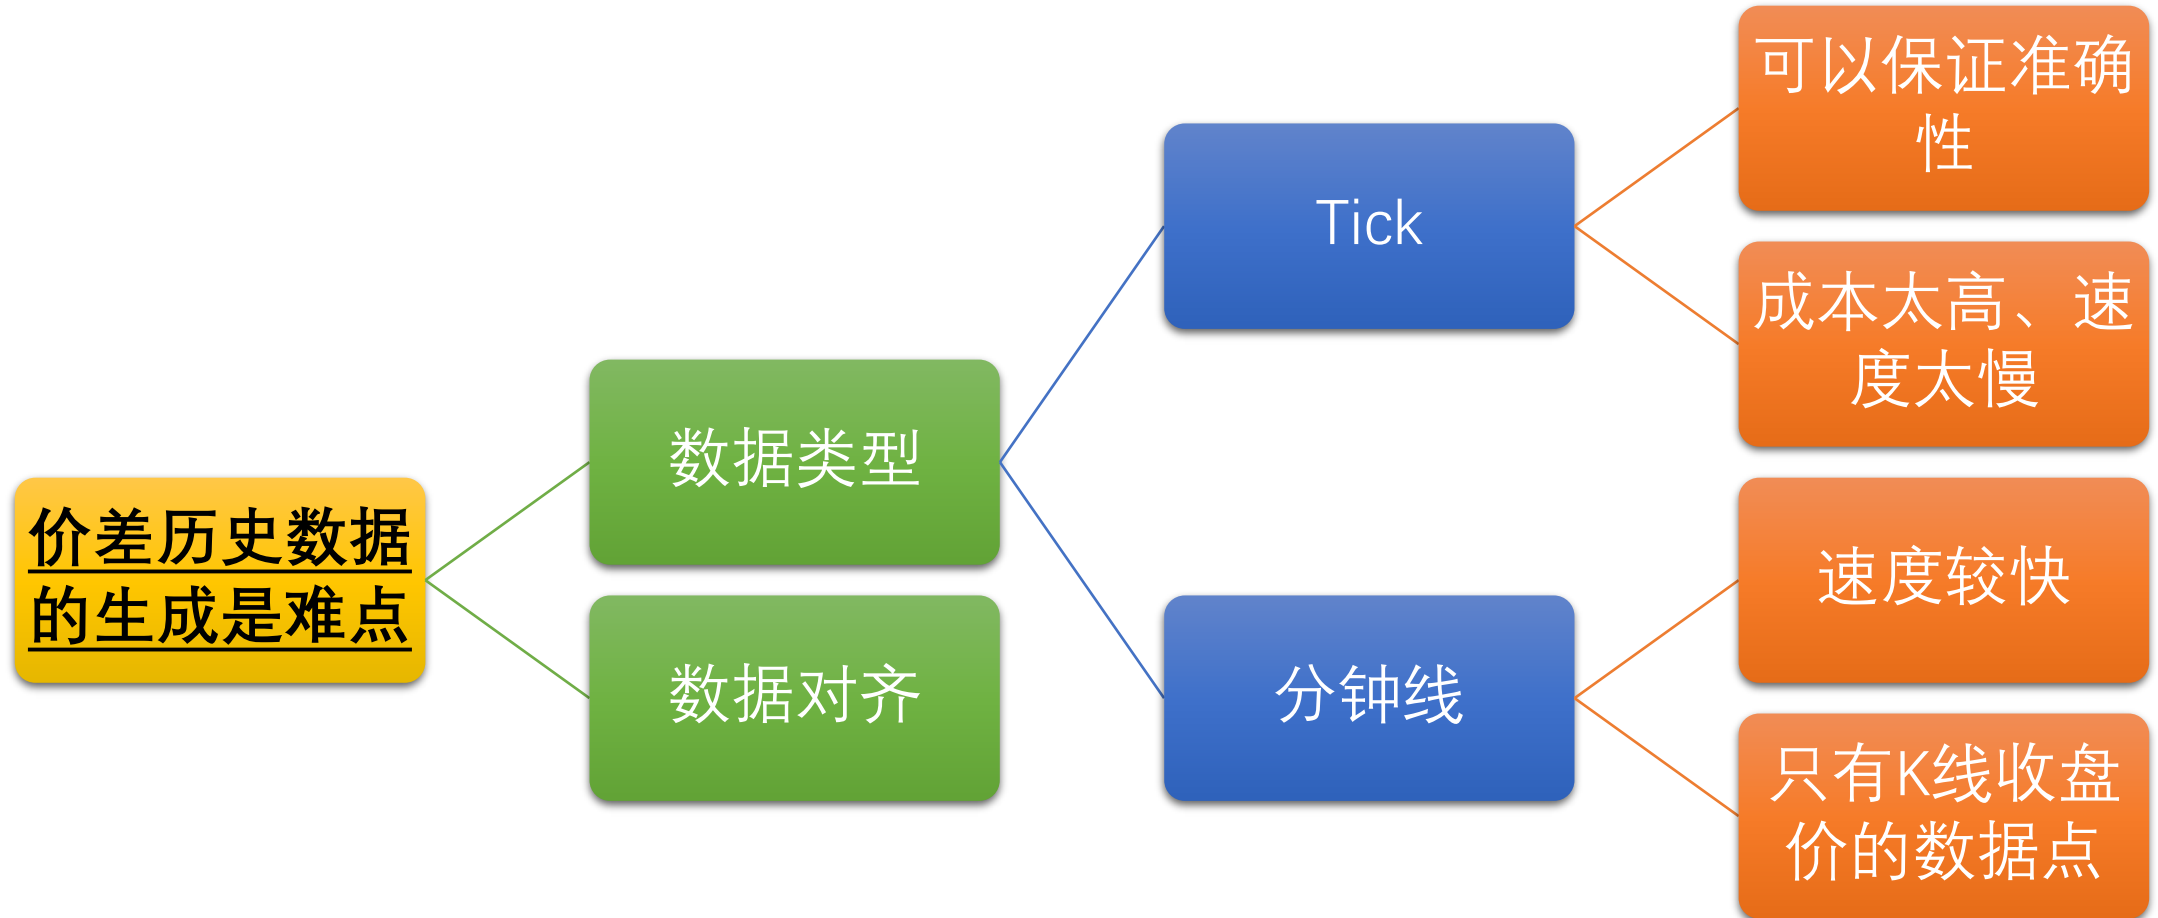 价差历史数据
的生成是难点
数据类型
数据对齐
Tick
分钟线
可以保证准确
性
成本太高、速
度太慢
速度较快
只有K线收盘
价的数据点